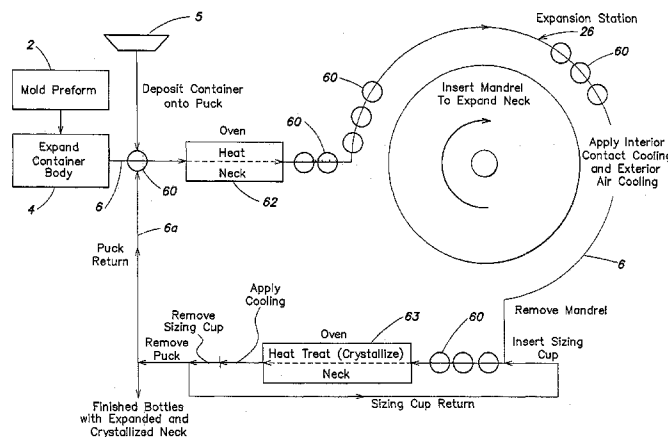 5
Expansion Station
26
60
2
Mold Preform
Deposit Container
onto Puck
60
Insert Mandrel
To Expand Neck
Oven
60
Expand
Container
Body
Heat
Neck
Apply Interior
Contact Cooling
and Exterior
Air Cooling
4
6
60
62
6a
Puck
Return
6
Apply
Cooling
Remove
Sizing Cup
Remove
Puck
Oven
63
60
Remove Mandrel
Heat Treat (Crystallize)
Neck
Insert Sizing
Cup
Sizing Cup Return
Finished Bottles
with Expanded and
Crystallized Neck